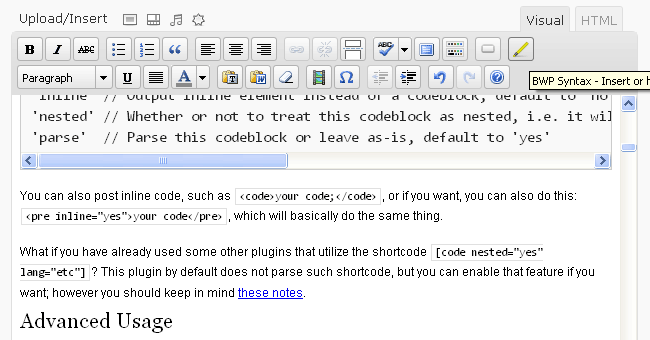 Upload/Insert Visual HTML
B I ABC ABC
Paragraph U A T W Ω ?
BWP Syntax - Insert or h
'inline' // Output inline element instead of a codeblock, default to 'no'
'nested' // Whether or not to treat this codeblock as nested, i.e. it wil
'parse' // Parse this codeblock or leave as-is, default to 'yes'
You can also post inline code, such as <code>your code;</code>, or if you want, you can also do this:
<pre inline="yes">your code</pre>, which will basically do the same thing.
What if you have already used some other plugins that utilize the shortcode [code nested="yes"
lang="etc"]? This plugin by default does not parse such shortcode, but you can enable that feature if you
want; however you should keep in mind these notes.
Advanced Usage